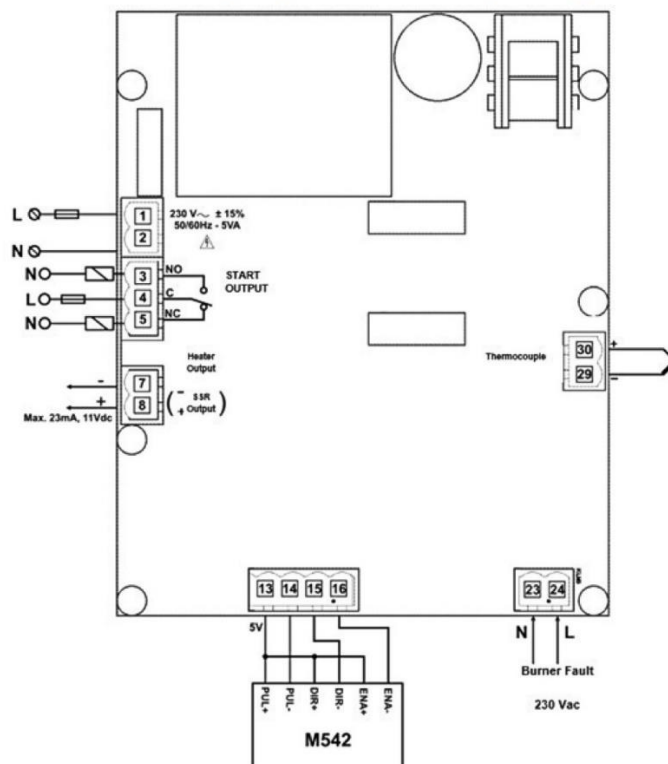 L
1
230 V～ ± 15%
2
50/60Hz - 5VA
N
N
3
NO
START
OUTPUT
L
4
C
N
5
NC
30
+
Thermocouple
29
-
Heater
Output
-
7
+
8
( - + SSR Output )
Max. 23mA, 11Vdc
13 14 15 16
23 24
5V
N L
Burner Fault
230 Vac
PUL+ PUL- DIR+ DIR- ENA+ ENA-
M542